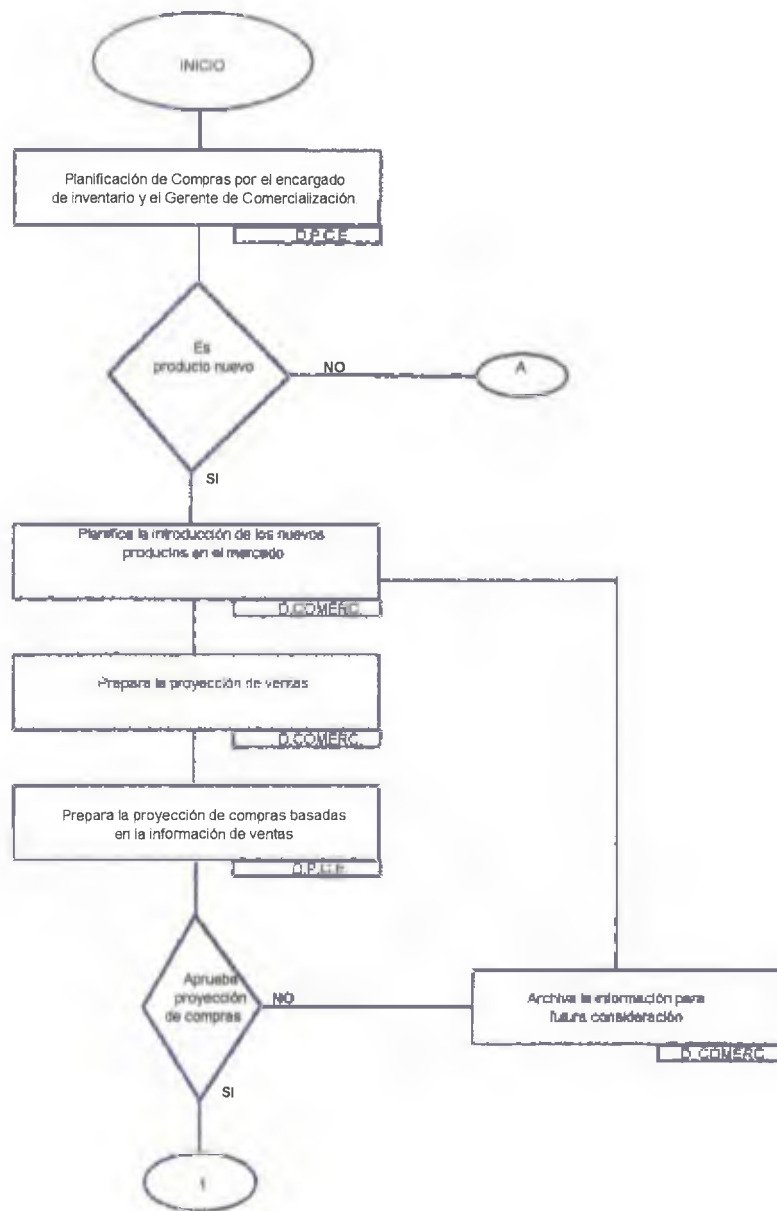 INICIO
Planificación de Compras por el encargado
de inventario y el Gerente de Comercialización
Es
producto nuevo
NO
A
SI
Planifica la introducción de los nuevos
productos en el mercado
D.COMERC.
Prepara la proyección de ventas
D.COMERC.
Prepara la proyección de compras basadas
en la información de ventas
Aprueba
proyección
de compras
NO
Archiva la información para
futura consideración
D. COMERC.
SI
1